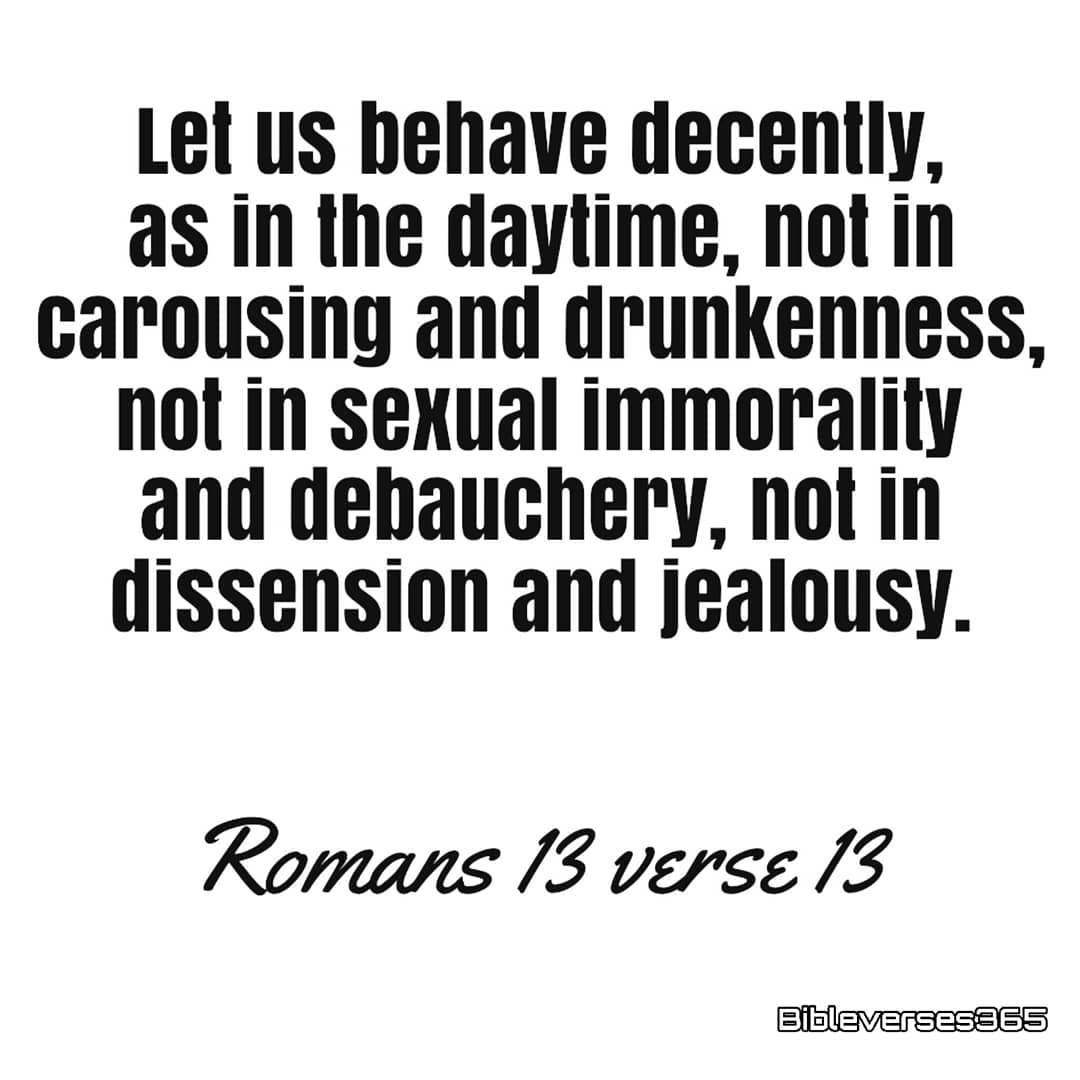 Let us behave decently,
as in the daytime, not in
carousing and drunkenness,
not in sexual immorality
and debauchery, not in
dissension and jealousy.
Romans 13 verse 13
Bibleverses365